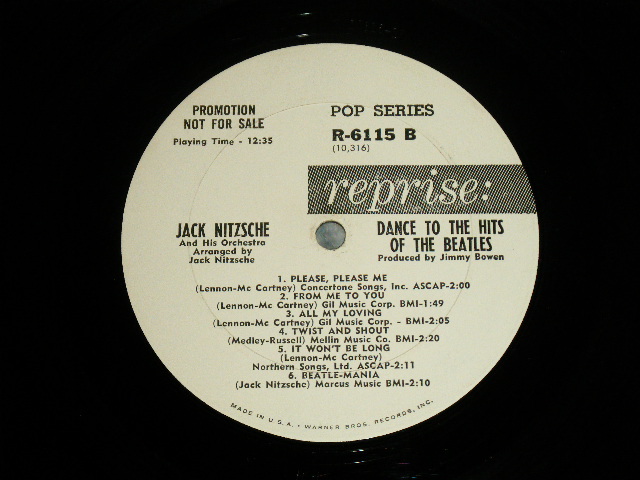 PROMOTION
NOT FOR SALE
Playing Time - 12:35
POP SERIES
R-6115 B
(10,316)
reprise:
JACK NITZSCHE
And His Orchestra
Arranged by
Jack Nitzsche
DANCE TO THE HITS
OF THE BEATLES
Produced by Jimmy Bowen
1. PLEASE, PLEASE ME
(Lennon-Mc Cartney) Concertone Songs, Inc. ASCAP-2:00
2. FROM ME TO YOU
(Lennon-Mc Cartney) Gil Music Corp. BMI-1:49
3. ALL MY LOVING
(Lennon-Mc Cartney) Gil Music Corp. - BMI-2:05
4. TWIST AND SHOUT
(Medley-Russell) Mellin Music Co. BMI-2:20
5. IT WON'T BE LONG
(Lennon-Mc Cartney)
Northern Songs, Ltd. ASCAP-2:11
6. BEATLE-MANIA
(Jack Nitzsche) Marcus Music BMI-2:10
MADE IN U.S.A. • WARNER BROS. RECORDS, INC.